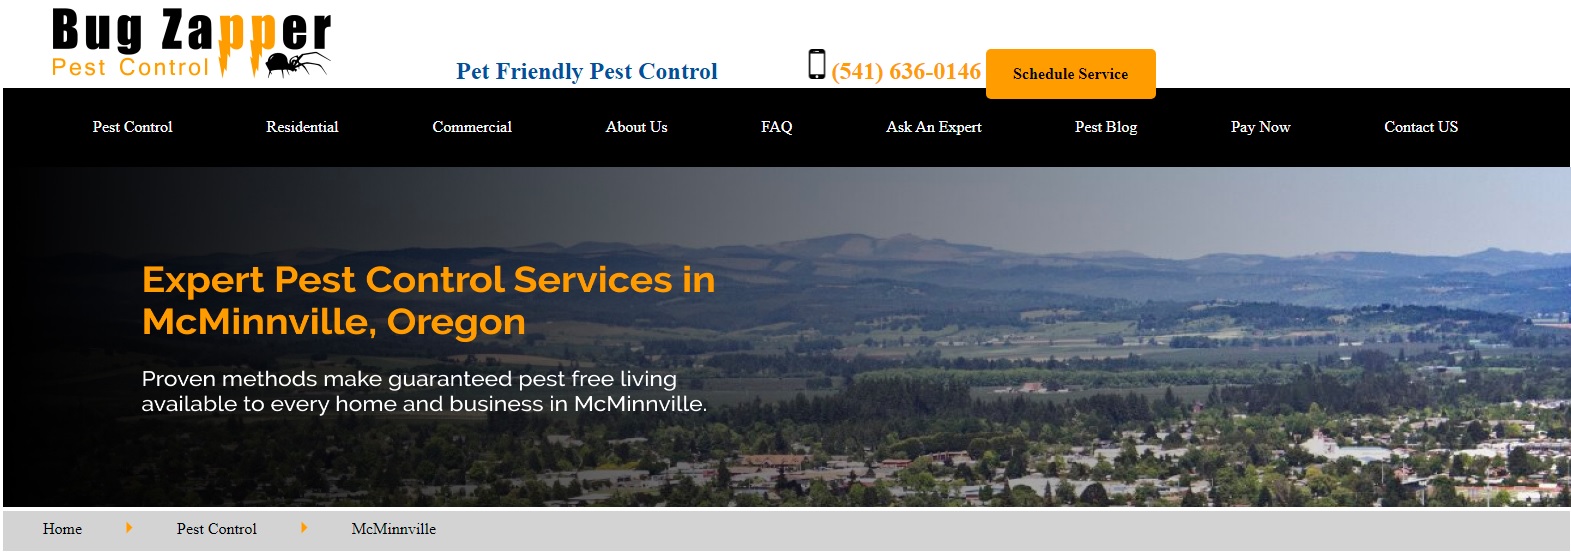 Bug Zapper
Pest Control
Pet Friendly Pest Control
(541) 636-0146
Schedule Service
Pest Control
Residential
Commercial
About Us
FAQ
Ask An Expert
Pest Blog
Pay Now
Contact US
Expert Pest Control Services in
McMinnville, Oregon
Proven methods make guaranteed pest free living
available to every home and business in McMinnville.
Home
Pest Control
McMinnville